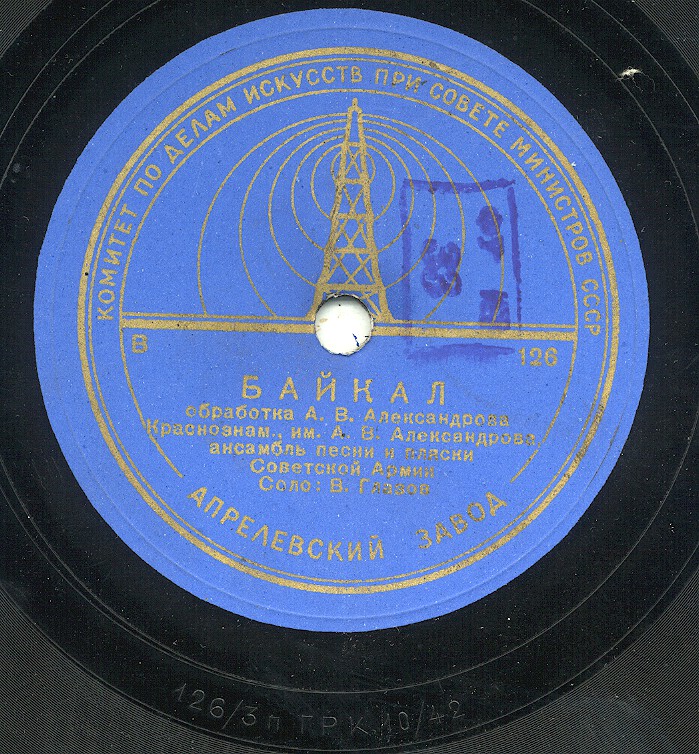 КОМИТЕТ ПО ДЕЛАМ ИСКУССТВ ПРИ СОВЕТЕ МИНИСТРОВ СССР
В 126
БАЙКАЛ
обработка А. В. Александрова
Краснознам., им. А. В. Александрова
ансамбль песни и пляски
Советской Армии
Соло: В. Глазов
АПРЕЛЕВСКИЙ ЗАВОД
126/3п ГРК 10/42